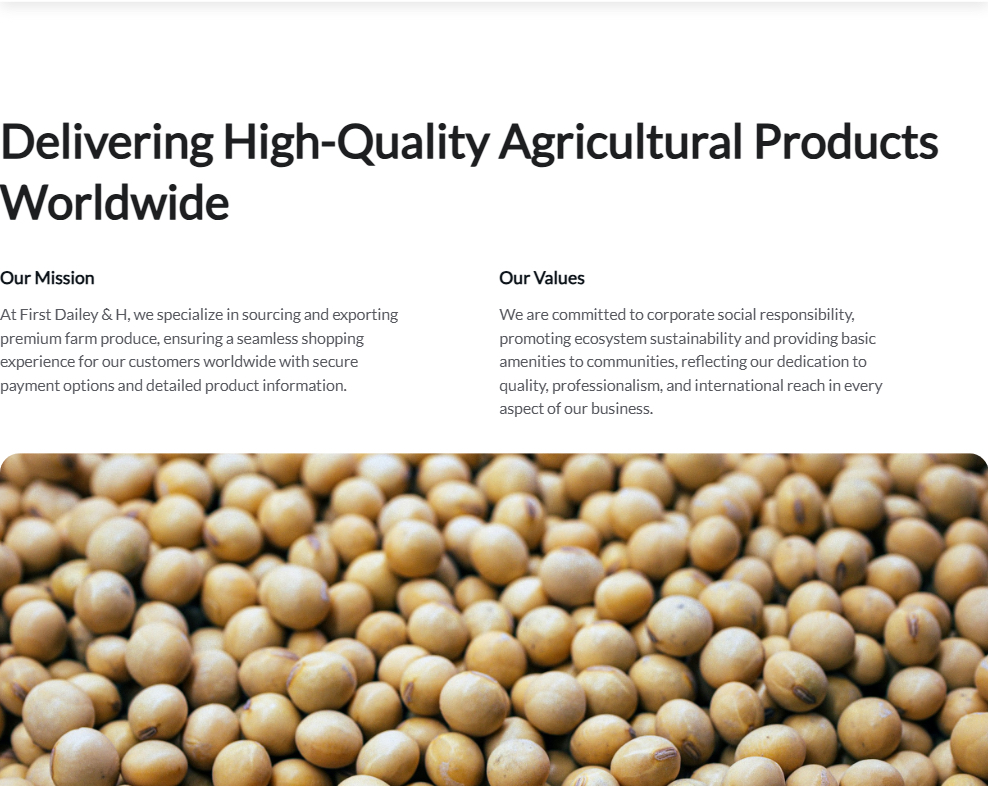 Delivering High-Quality Agricultural Products
Worldwide
Our Mission
At First Dailey & H, we specialize in sourcing and exporting
premium farm produce, ensuring a seamless shopping
experience for our customers worldwide with secure
payment options and detailed product information.
Our Values
We are committed to corporate social responsibility,
promoting ecosystem sustainability and providing basic
amenities to communities, reflecting our dedication to
quality, professionalism, and international reach in every
aspect of our business.